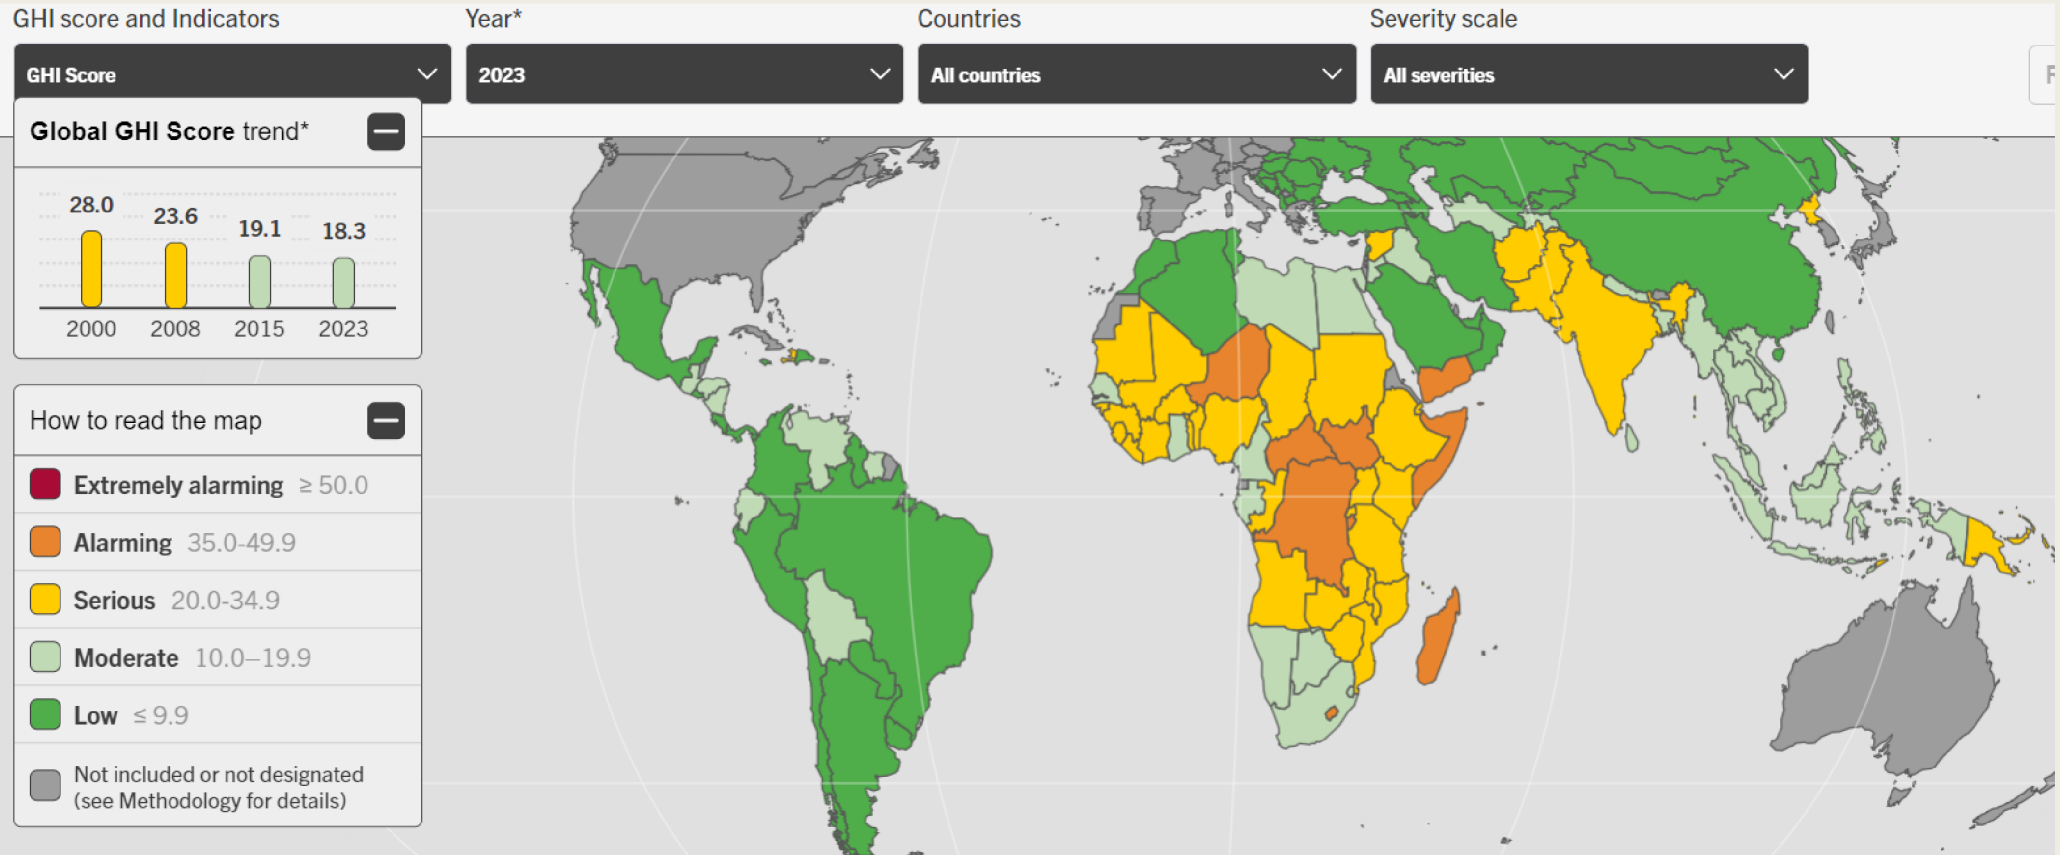 GHI score and Indicators
Year*
Countries
Severity scale
GHI Score
2023
All countries
All severities
Global GHI Score trend*
28.0
23.6
19.1
18.3
2000
2008
2015
2023
How to read the map
Extremely alarming ≥ 50.0
Alarming 35.0-49.9
Serious 20.0-34.9
Moderate 10.0–19.9
Low ≤ 9.9
Not included or not designated
(see Methodology for details)